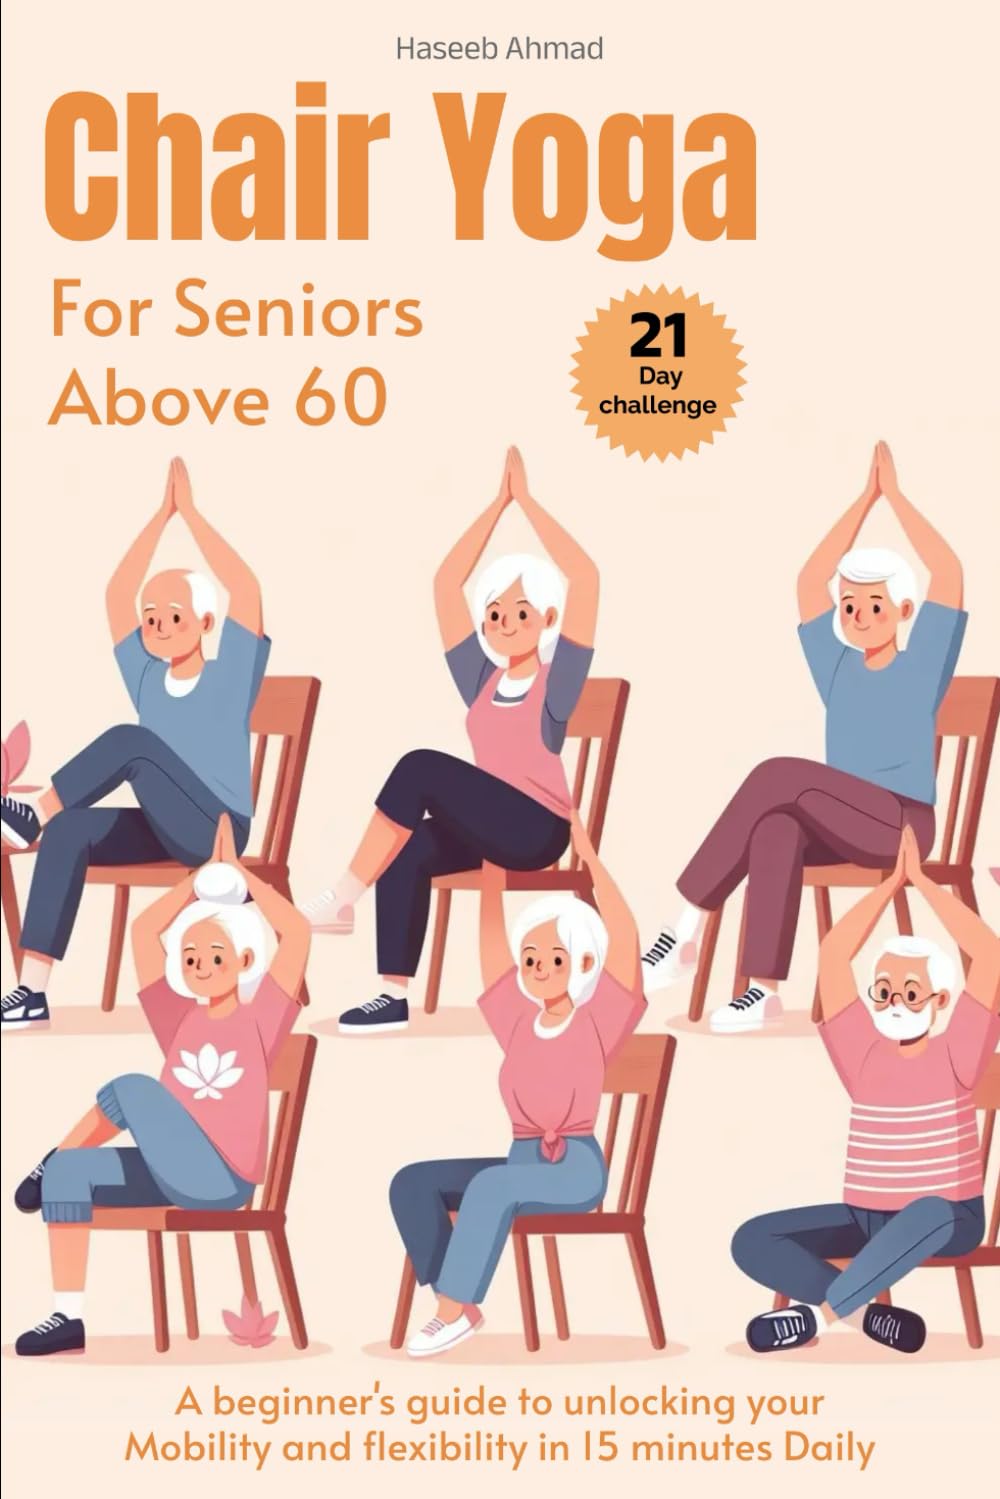 Haseeb Ahmad
Chair Yoga
For Seniors
Above 60
21
Day
challenge
A beginner's guide to unlocking your
Mobility and flexibility in 15 minutes Daily